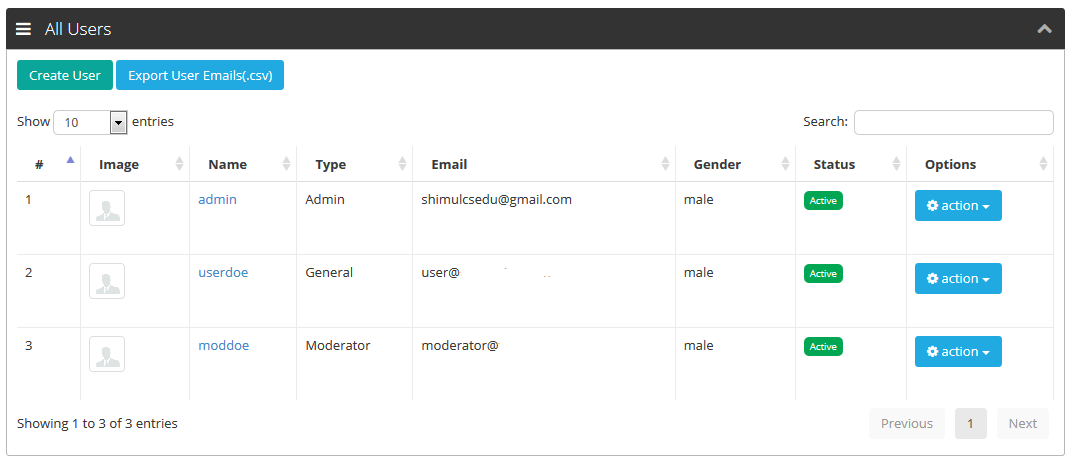 All Users
Create User Export User Emails(.csv)
Show 10 entries Search:
# Image Name Type Email Gender Status Options
1 admin Admin shimulcsedu@gmail.com male Active action
2 userdoe General user@ male Active action
3 moddoe Moderator moderator@ male Active action
Showing 1 to 3 of 3 entries Previous 1 Next